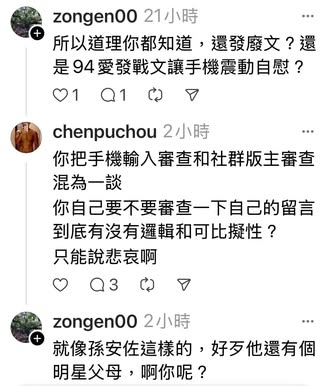 zongen00 21小時
所以道理你都知道，還發廢文？還
是94愛發戰文讓手機震動自慰？
1 1
chenpuchou 2小時
你把手機輸入審查和社群版主審查
混為一談
你自己要不要審查一下自己的留言
到底有沒有邏輯和可比擬性？
只能說悲哀啊
3
zongen00 2小時
就像孫安佐這樣的，好歹他還有個
明星父母，啊你呢？